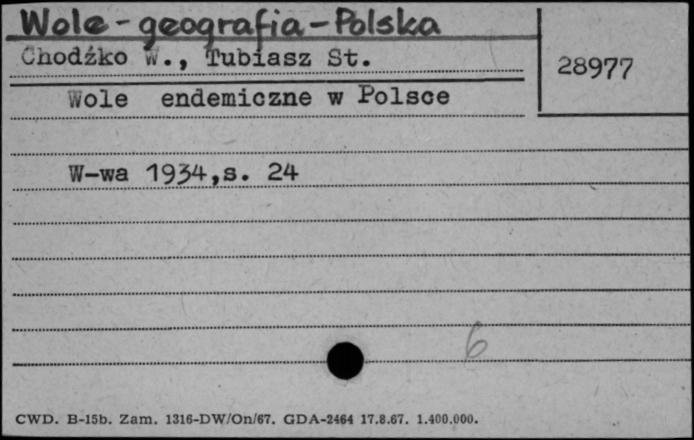 Wole - geografia - Polska
Chodźko W., Tubiasz St.
28977
Wole endemiczne w Polsce
W-wa 1934,s. 24
6
CWD. B-15b. Zam. 1316-DW/On/67. GDA-2464 17.8.67. 1.400.000.